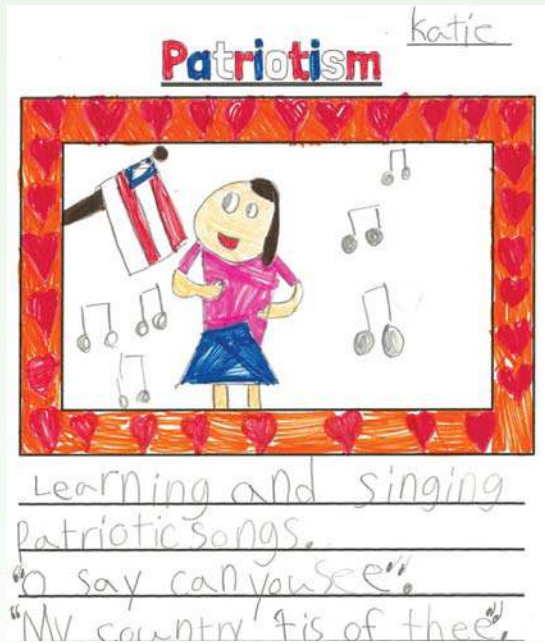 katie
Patriotism
Learning and singing
Patriotic songs.
"O say can you see".
"My country tis of thee".